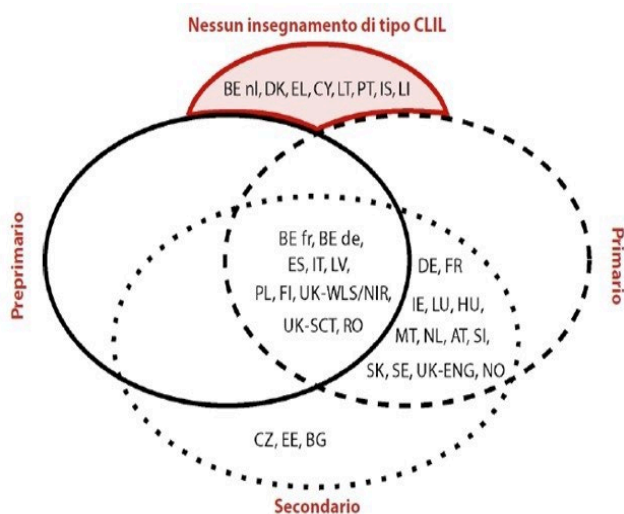 Nessun insegnamento di tipo CLIL
BE nl, DK, EL, CY, LT, PT, IS, LI
Preprimario
Primario
BE fr, BE de,
ES, IT, LV,
PL, FI, UK-WLS/NIR,
UK-SCT, RO
DE, FR
IE, LU, HU,
MT, NL, AT, SI,
SK, SE, UK-ENG, NO
CZ, EE, BG
Secondario